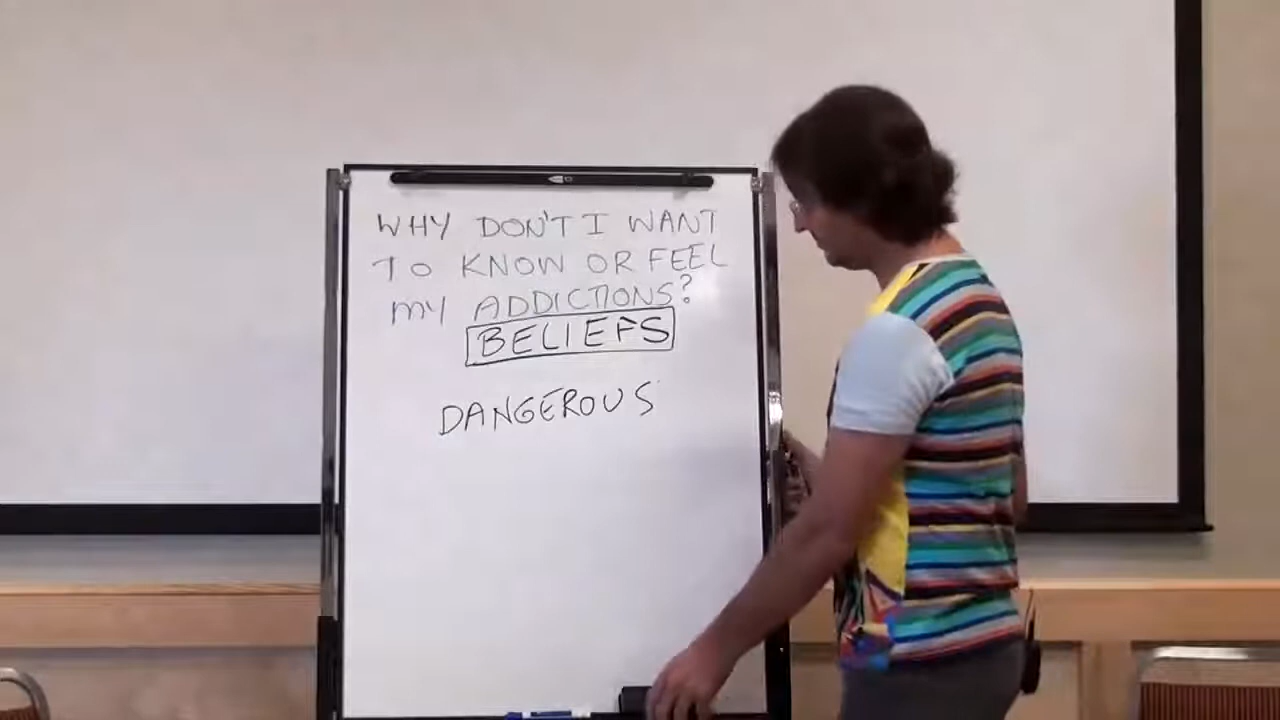 WHY DON'T I WANT
TO KNOW OR FEEL
MY ADDICTIONS?
BELIEFS
DANGEROUS